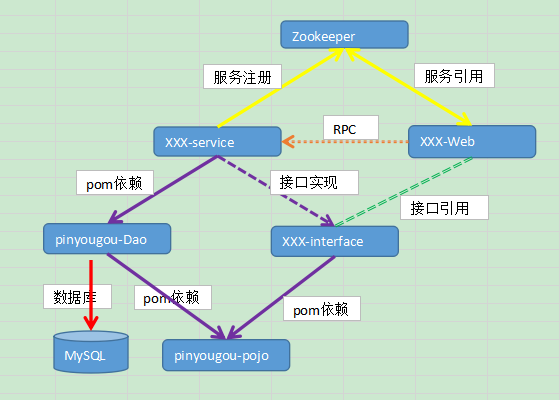 Zookeeper
服务注册
服务引用
XXX-service
RPC
XXX-Web
pom依赖
接口实现
接口引用
pinyougou-Dao
XXX-interface
数据库
pom依赖
pom依赖
MySQL
pinyougou-pojo